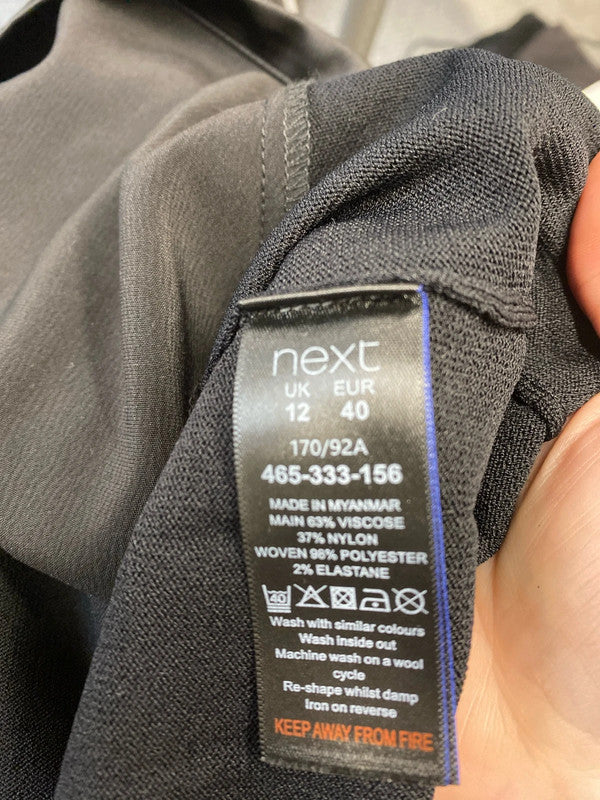 next
UK EUR
12 40
170/92A
465-333-156
MADE IN MYANMAR
MAIN 63% VISCOSE
37% NYLON
WOVEN 98% POLYESTER
2% ELASTANE
40
Wash with similar colours
Wash inside out
Machine wash on a wool
cycle
Re-shape whilst damp
Iron on reverse
KEEP AWAY FROM FIRE